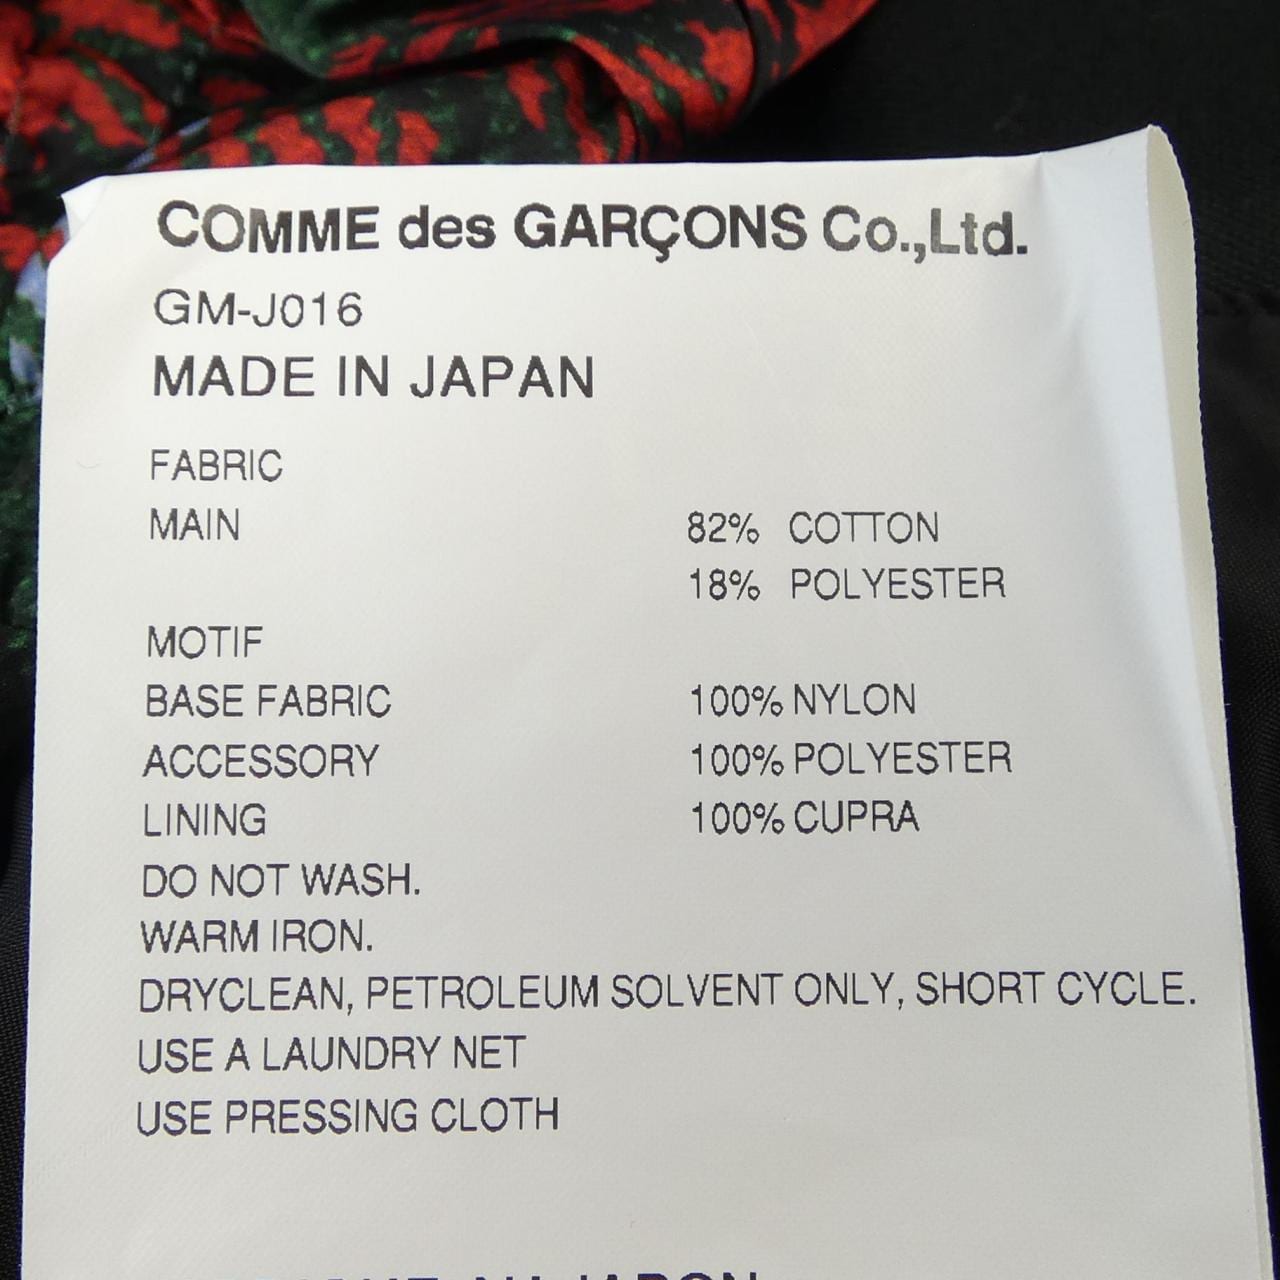 COMME des GARÇONS Co.,Ltd.
GM-J016
MADE IN JAPAN
FABRIC
MAIN 82% COTTON
18% POLYESTER
MOTIF
BASE FABRIC 100% NYLON
ACCESSORY 100% POLYESTER
LINING 100% CUPRA
DO NOT WASH.
WARM IRON.
DRYCLEAN, PETROLEUM SOLVENT ONLY, SHORT CYCLE.
USE A LAUNDRY NET
USE PRESSING CLOTH